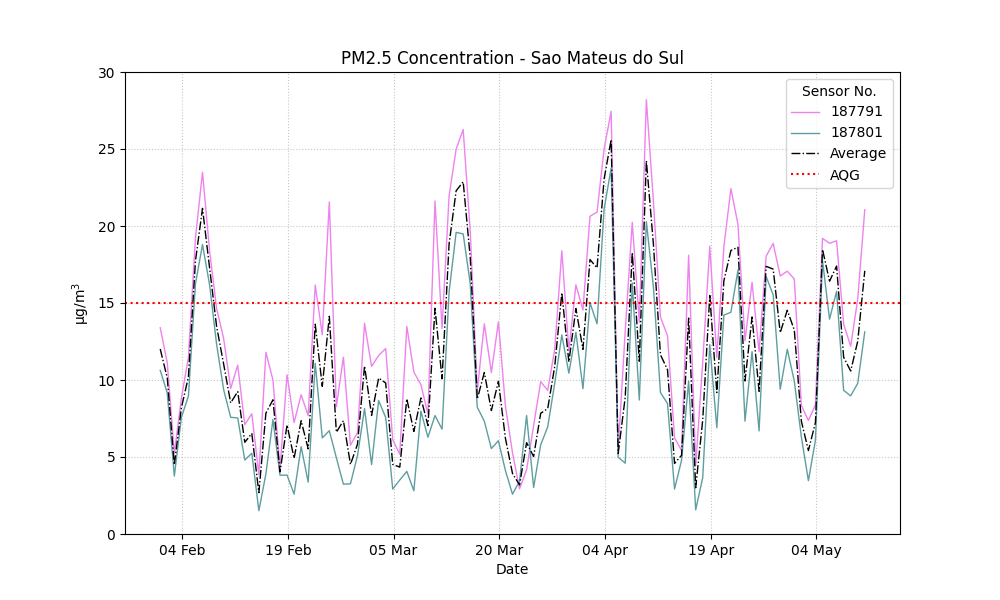 PM2.5 Concentration - Sao Mateus do Sul
30
25
20
15
10
5
0
µg/m³
Sensor No.
187791
187801
Average
AQG
04 Feb
19 Feb
05 Mar
20 Mar
04 Apr
19 Apr
04 May
Date